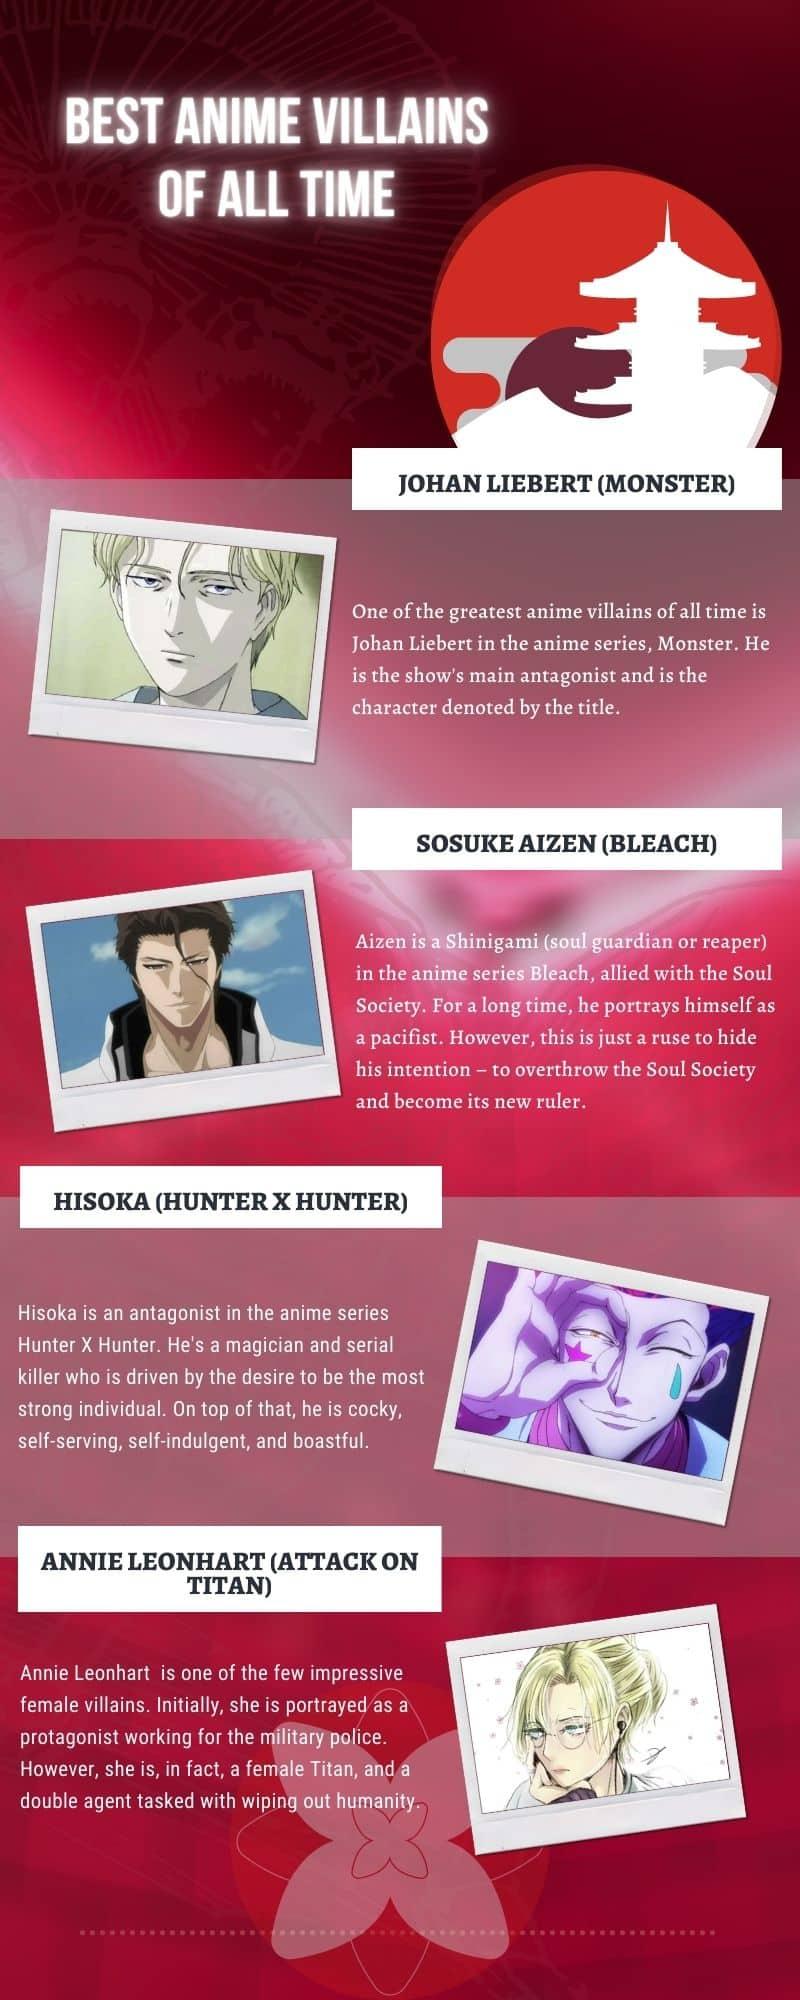 BEST ANIME VILLAINS
OF ALL TIME
JOHAN LIEBERT (MONSTER)
One of the greatest anime villains of all time is
Johan Liebert in the anime series, Monster. He
is the show's main antagonist and is the
character denoted by the title.
SOSUKE AIZEN (BLEACH)
Aizen is a Shinigami (soul guardian or reaper)
in the anime series Bleach, allied with the Soul
Society. For a long time, he portrays himself as
a pacifist. However, this is just a ruse to hide
his intention – to overthrow the Soul Society
and become its new ruler.
HISOKA (HUNTER X HUNTER)
Hisoka is an antagonist in the anime series
Hunter X Hunter. He's a magician and serial
killer who is driven by the desire to be the most
strong individual. On top of that, he is cocky,
self-serving, self-indulgent, and boastful.
ANNIE LEONHART (ATTACK ON
TITAN)
Annie Leonhart  is one of the few impressive
female villains. Initially, she is portrayed as a
protagonist working for the military police.
However, she is, in fact, a female Titan, and a
double agent tasked with wiping out humanity.